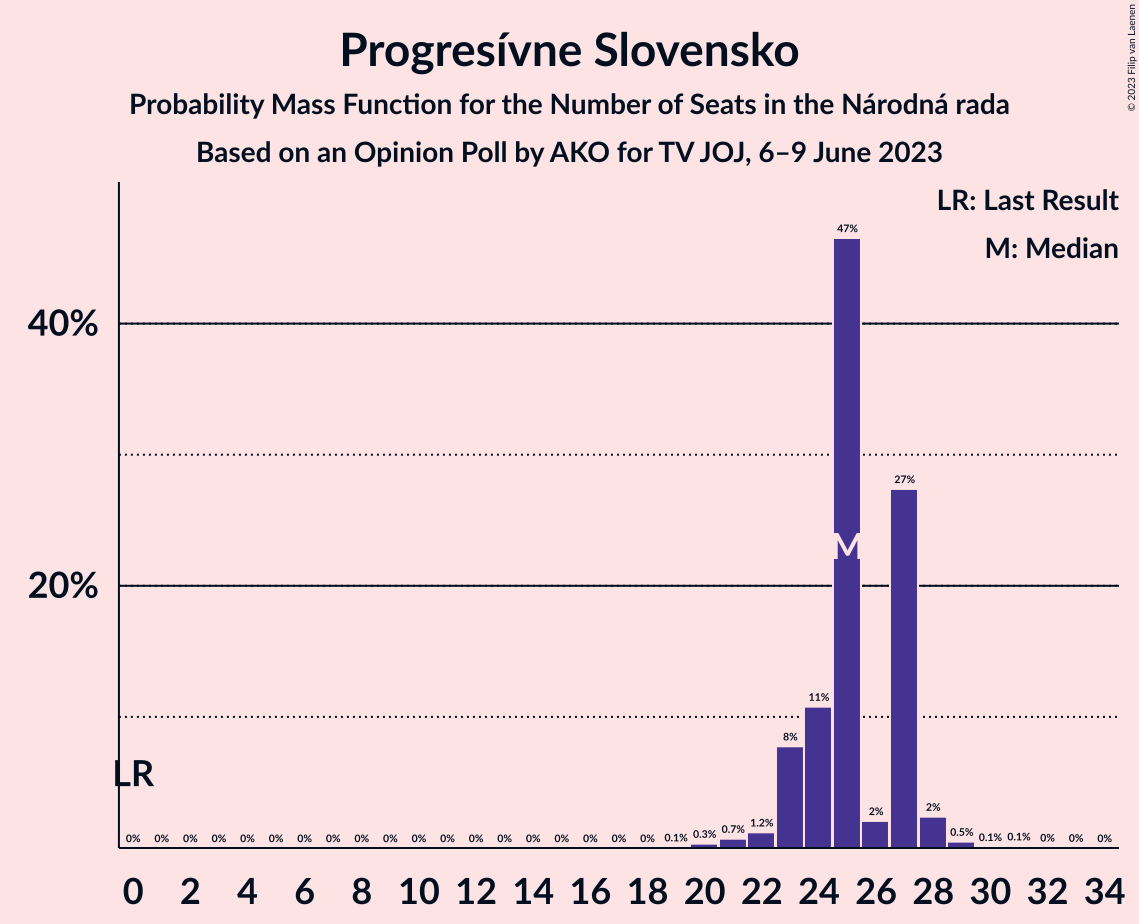 © 2023 Filip van Laenen
Progresívne Slovensko
Probability Mass Function for the Number of Seats in the Národná rada
Based on an Opinion Poll by AKO for TV JOJ, 6–9 June 2023
LR: Last Result
M: Median
40%
20%
LR
M
0% 0% 0% 0% 0% 0% 0% 0% 0% 0% 0% 0% 0% 0% 0% 0% 0% 0% 0% 0.1% 0.3% 0.7% 1.2% 8% 11% 47% 2% 27% 2% 0.5% 0.1% 0.1% 0% 0% 0%
0 2 4 6 8 10 12 14 16 18 20 22 24 26 28 30 32 34